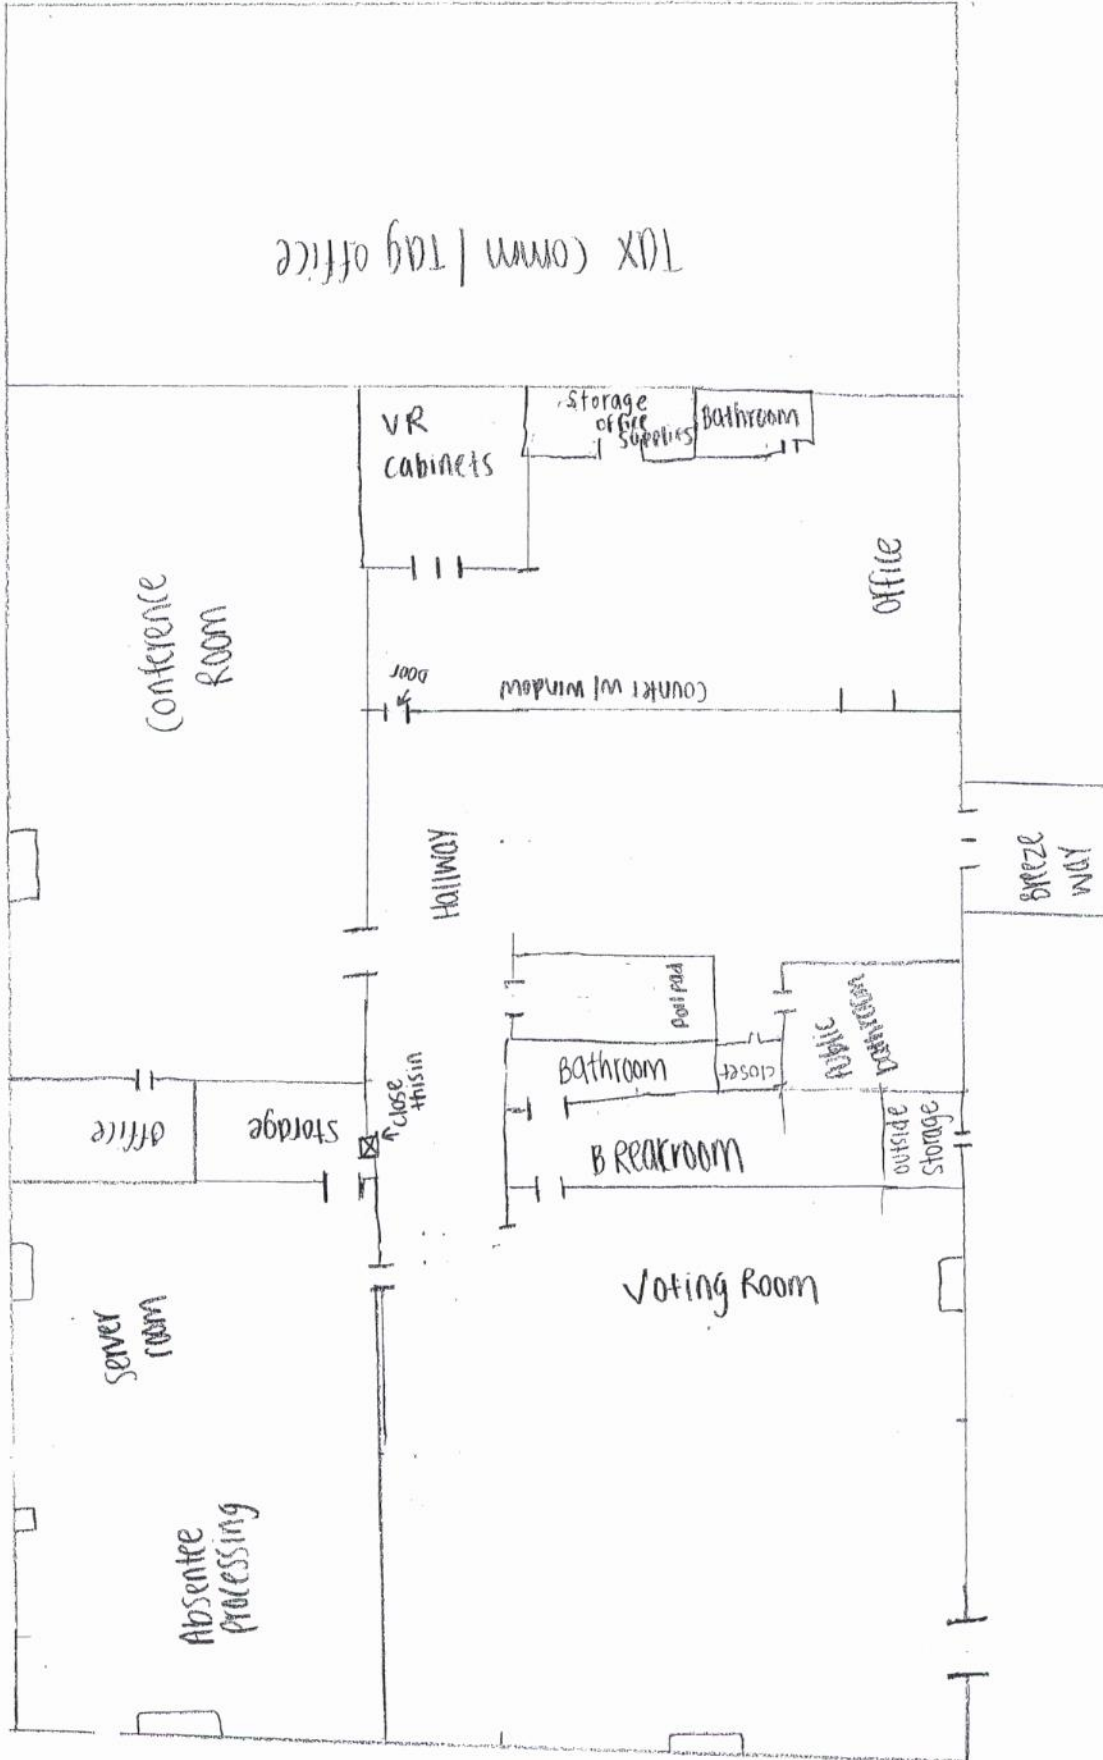 Tax Comm | Tag office
VR
cabinets
Storage
office
supplies
Bathroom
Conference
Room
office
Door
Counter w/ window
Hallway
Breeze
way
Poll pad
Bathroom
closet
Public
bathroom
close
this in
office
storage
Breakroom
outside
storage
Server
room
Voting Room
Absentee
processing